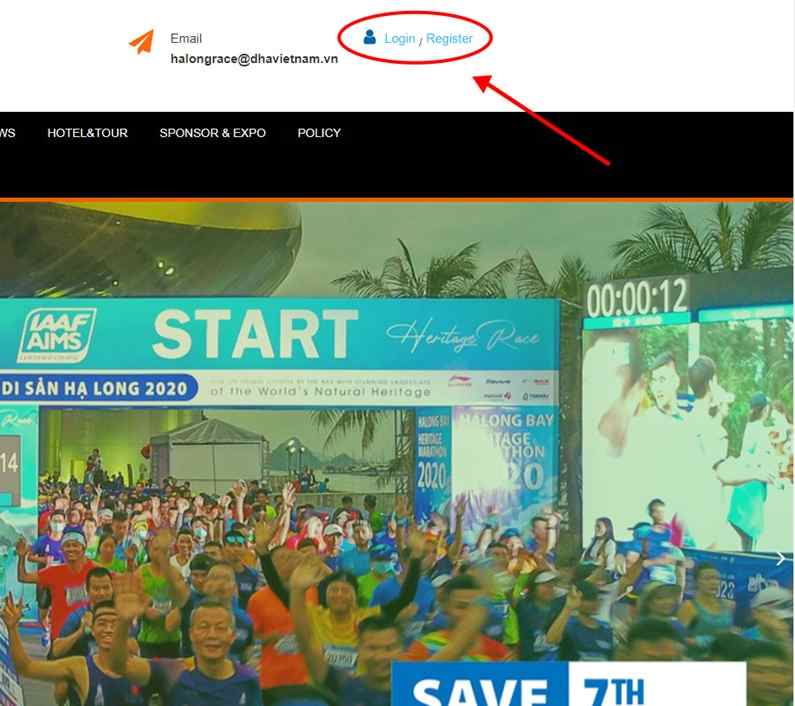 Email
halongrace@dhavietnam.vn
Login / Register
WS HOTEL&TOUR SPONSOR & EXPO POLICY
00:00:12
IAAF
AIMS
START
Heritage Race
DI SẢN HẠ LONG 2020
of the World's Natural Heritage
HALONG BAY
HERITAGE
MARATHON
2020
HALONG BAY
14
SAVE 7TH